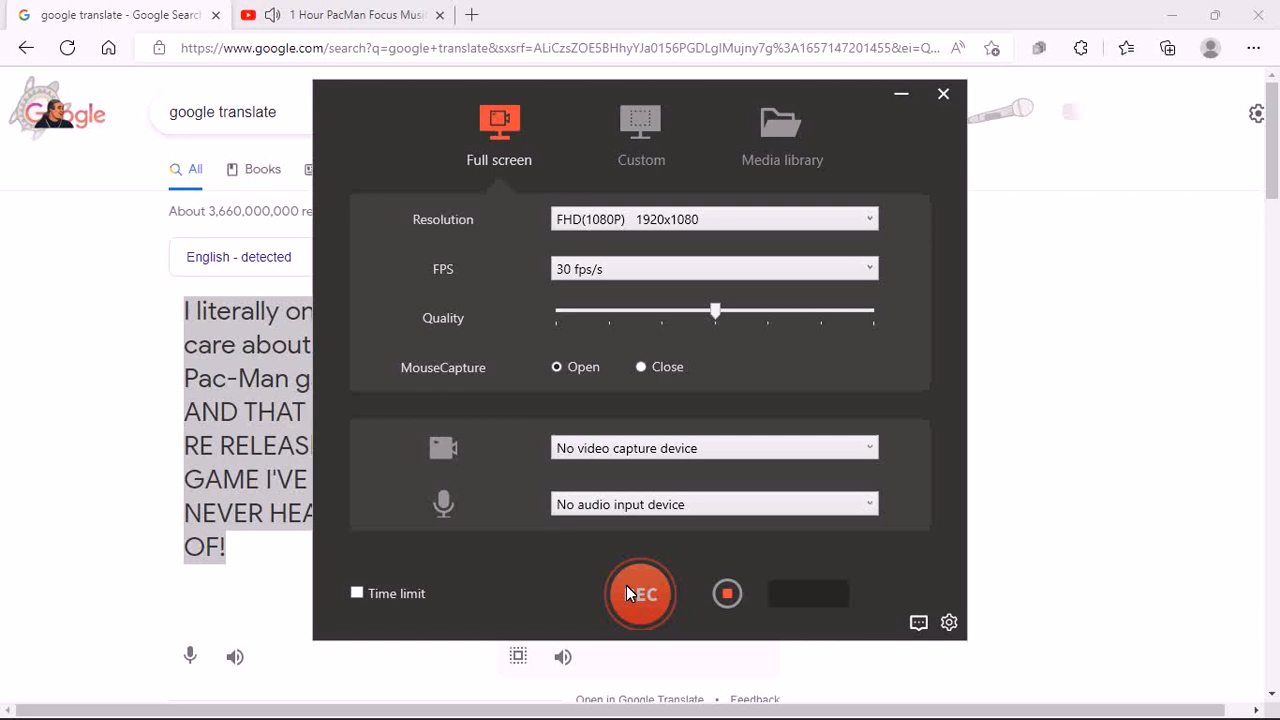 google translate - Google Search
1 Hour PacMan Focus Music
https://www.google.com/search?q=google+translate&sxsrf=ALiCzsZOE5BHhyYJa0156PGDLglMujny7g%3A1657147201455&ei=Q...
Google
google translate
All
Books
About 3,660,000,000 re
English - detected
I literally on
care about
Pac-Man g
AND THAT
RE RELEAS
GAME I'VE
NEVER HEA
OF!
Full screen
Custom
Media library
Resolution
FHD(1080P) 1920x1080
FPS
30 fps/s
Quality
MouseCapture
Open
Close
No video capture device
No audio input device
Time limit
REC
Open in Google Translate • Feedback